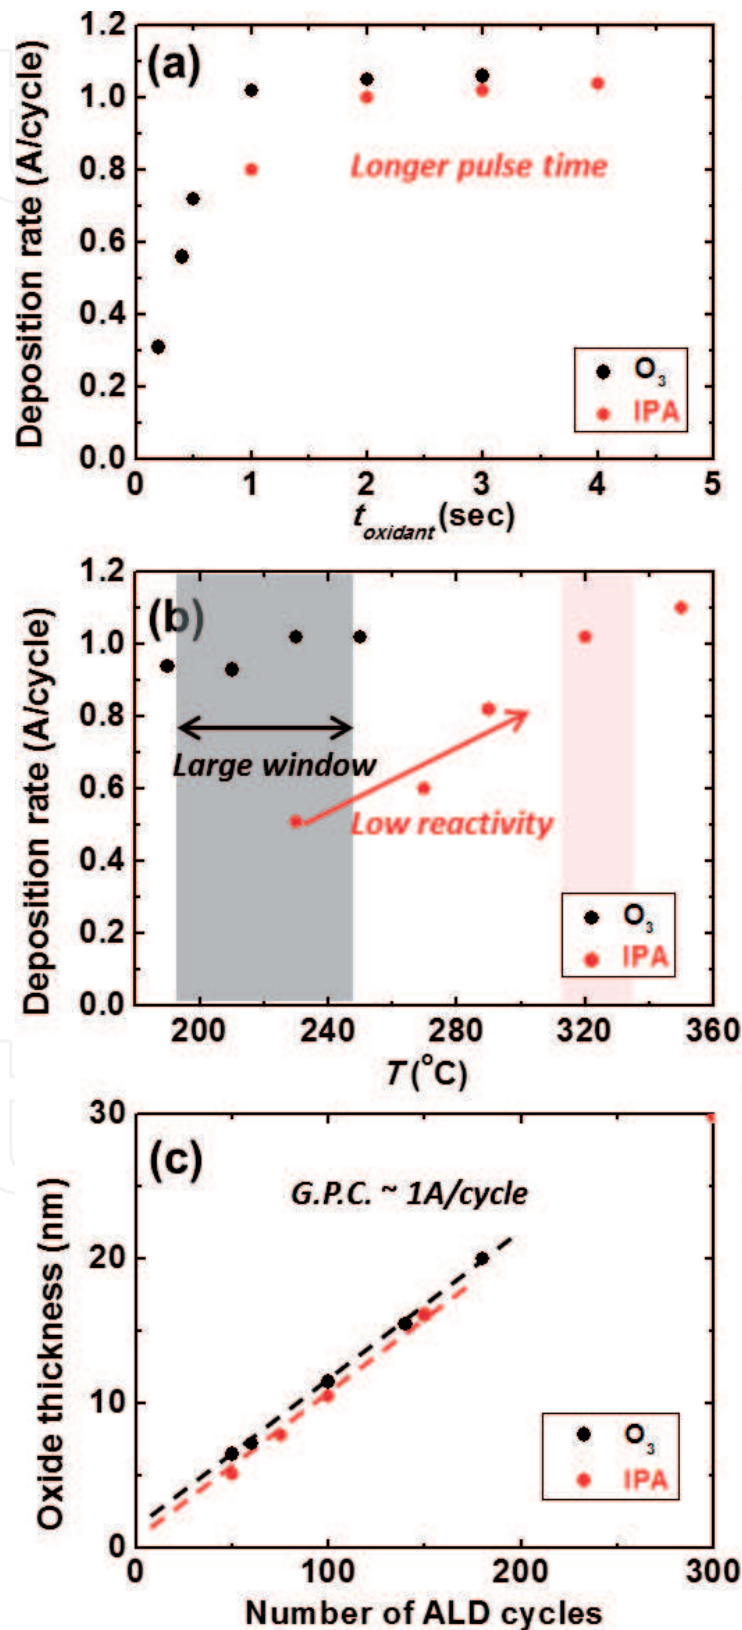 (a)
Deposition rate (A/cycle)
1.2
1.0
0.8
0.6
0.4
0.2
0.0
Longer pulse time
O₃
IPA
0 1 2 3 4 5
t_oxidant (sec)
(b)
Deposition rate (A/cycle)
1.2
1.0
0.8
0.6
0.4
0.2
0.0
Large window
Low reactivity
O₃
IPA
200 240 280 320 360
T (°C)
(c)
Oxide thickness (nm)
30
20
10
0
G.P.C. ~ 1A/cycle
O₃
IPA
0 100 200 300
Number of ALD cycles